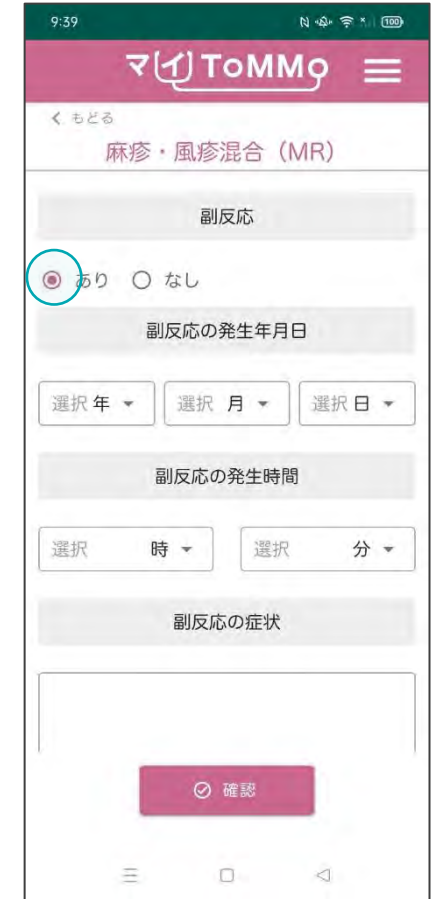 9:39
100
マイToMMo
もどる
麻疹・風疹混合（MR）
副反応
あり なし
副反応の発生年月日
選択 年 選択 月 選択 日
副反応の発生時間
選択 時 選択 分
副反応の症状
確認